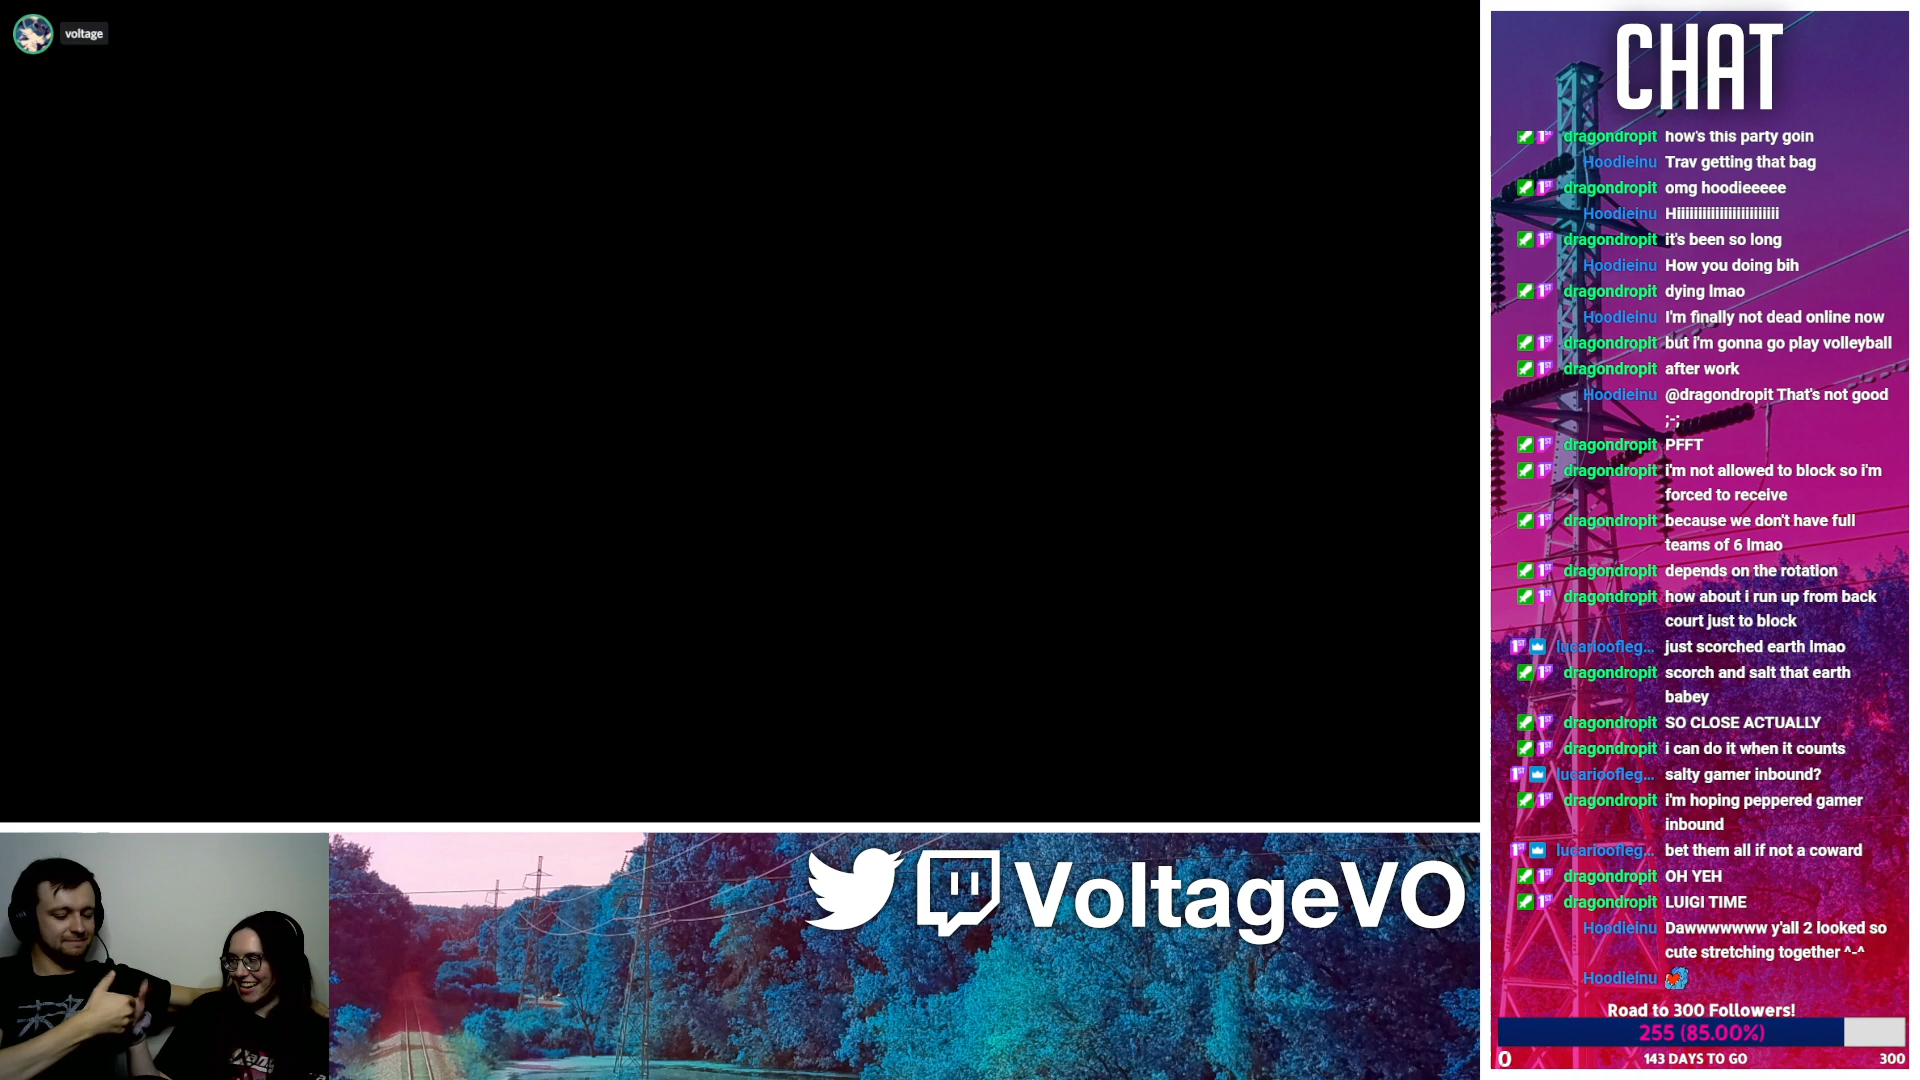 voltage
CHAT
dragondropit how's this party goin
Hoodieinu Trav getting that bag
dragondropit omg hoodieeeee
Hoodieinu Hiiiiiiiiiiiiiiiiiiiiiiii
dragondropit it's been so long
Hoodieinu How you doing bih
dragondropit dying lmao
Hoodieinu I'm finally not dead online now
dragondropit but i'm gonna go play volleyball
dragondropit after work
Hoodieinu @dragondropit That's not good
;-;
dragondropit PFFT
dragondropit i'm not allowed to block so i'm
forced to receive
dragondropit because we don't have full
teams of 6 lmao
dragondropit depends on the rotation
dragondropit how about i run up from back
court just to block
lucarioofleg... just scorched earth lmao
dragondropit scorch and salt that earth
babey
dragondropit SO CLOSE ACTUALLY
dragondropit i can do it when it counts
lucarioofleg... salty gamer inbound?
dragondropit i'm hoping peppered gamer
inbound
lucarioofleg... bet them all if not a coward
dragondropit OH YEH
dragondropit LUIGI TIME
Hoodieinu Dawwwwwww y'all 2 looked so
cute stretching together ^-^
Hoodieinu
Road to 300 Followers!
255 (85.00%)
0 143 DAYS TO GO 300
VoltageVO